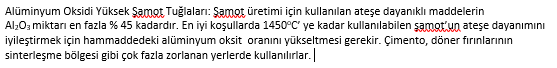 Alüminyum Oksidi Yüksek Şamot Tuğlaları: Şamot üretimi için kullanılan ateşe dayanıklı maddelerin
Al₂O₃ miktarı en fazla % 45 kadardır. En iyi koşullarda 1450⁰C’ ye kadar kullanılabilen şamot’un ateşe dayanımını
iyileştirmek için hammaddedeki alüminyum oksit oranını yükseltmesi gerekir. Çimento, döner fırınlarının
sinterleşme bölgesi gibi çok fazla zorlanan yerlerde kullanılırlar.